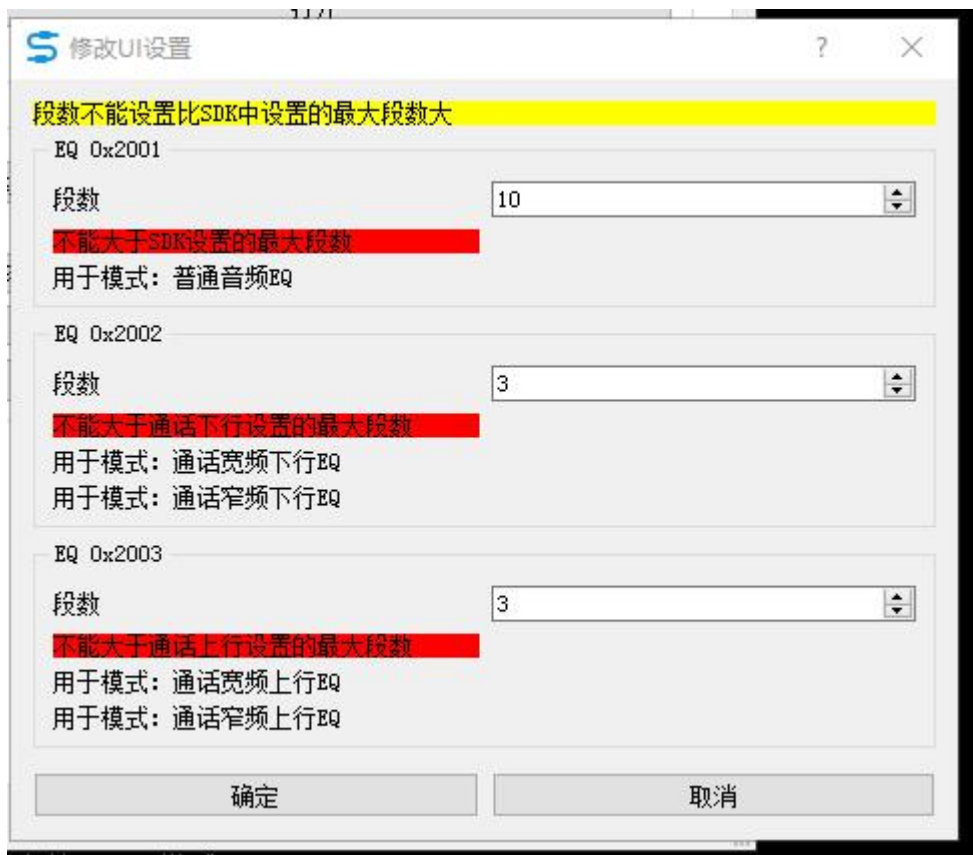 修改UI设置
段数不能设置比SDK中设置的最大段数大
EQ 0x2001
段数
10
不能大于SDK设置的最大段数
用于模式：普通音频EQ
EQ 0x2002
段数
3
不能大于通话下行设置的最大段数
用于模式：通话宽频下行EQ
用于模式：通话窄频下行EQ
EQ 0x2003
段数
3
不能大于通话上行设置的最大段数
用于模式：通话宽频上行EQ
用于模式：通话窄频上行EQ
确定
取消